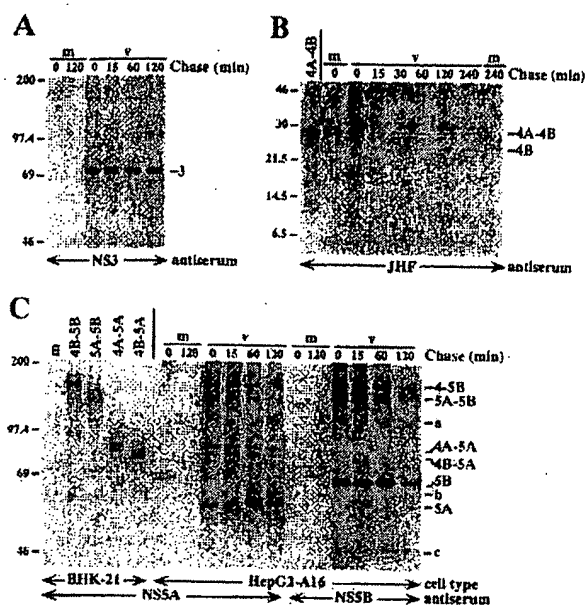 A
m v
0 120 0 15 60 120 Chase (min)
200
97.4
69
46
3
NS3 antiserum
B
4A-4B
m v m
0 0 15 30 60 120 240 240 Chase (min)
46
30
21.5
14.5
6.5
4A-4B
4B
JHF antiserum
C
m 4B-5B 5A-5B 4A-5A 4B-5A
m v m v
0 120 0 15 60 120 0 120 0 15 60 120 Chase (min)
200
97.4
69
46
4-5B
5A-5B
a
4A-5A
4B-5A
5B
b
5A
c
BHK-21 HepG2-A16 cell type
NS5A NS5B antiserum